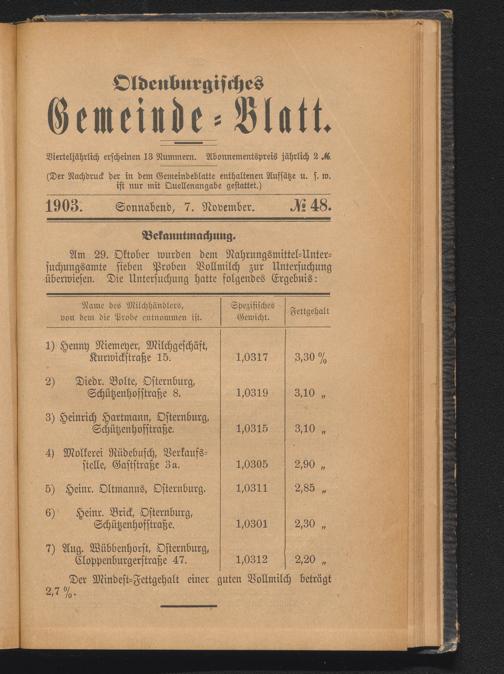 Oldenburgisches
Gemeinde-Blatt.
Vierteljährlich erscheinen 13 Nummern. Abonnementspreis jährlich 2 ℳ.
(Der Nachdruck der in dem Gemeindeblatte enthaltenen Aufsätze u. s. w.
ist nur mit Quellenangabe gestattet.)
1903. Sonnabend, 7. November. № 48.
Bekanntmachung.
Am 29. Oktober wurden dem Nahrungsmittel-Unter-
suchungsamte sieben Proben Vollmilch zur Untersuchung
überwiesen. Die Untersuchung hatte folgendes Ergebnis:
Name des Milchhändlers, Spezifisches Fettgehalt
von dem die Probe entnommen ist. Gewicht.
1) Henny Niemeyer, Milchgeschäft,
Kurwickstraße 15. 1,0317 3,30 %
2) Diedr. Bolte, Osternburg,
Schützenhofstraße 8. 1,0319 3,10 „
3) Heinrich Hartmann, Osternburg,
Schützenhofstraße. 1,0315 3,10 „
4) Molkerei Rüdebusch, Verkaufs-
stelle, Gaststraße 3a. 1,0305 2,90 „
5) Heinr. Oltmanns, Osternburg. 1,0311 2,85 „
6) Heinr. Brick, Osternburg,
Schützenhofstraße. 1,0301 2,30 „
7) Aug. Wübbenhorst, Osternburg,
Cloppenburgerstraße 47. 1,0312 2,20 „
Der Mindest-Fettgehalt einer guten Vollmilch beträgt
2,7 %.